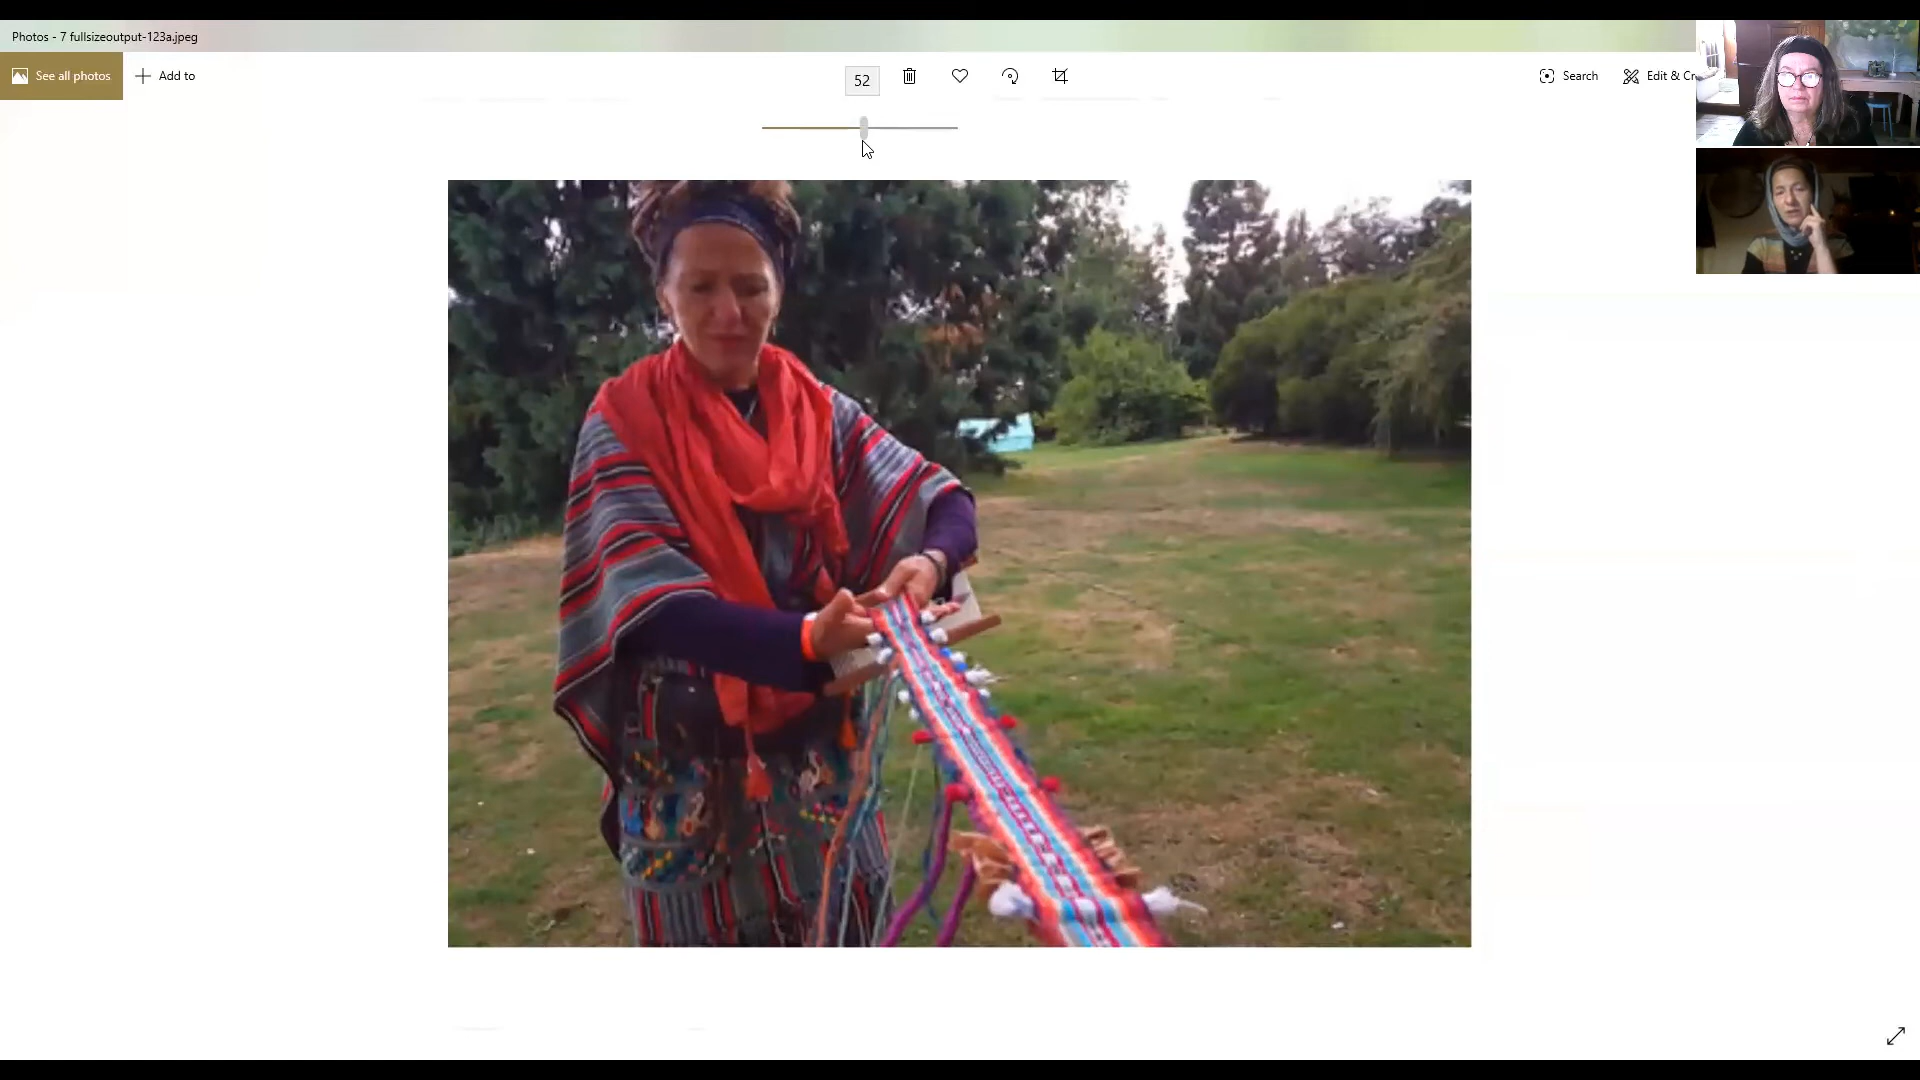 Photos - 7 fullsizeoutput-123a.jpeg
See all photos
Add to
52
Search
Edit & Cr